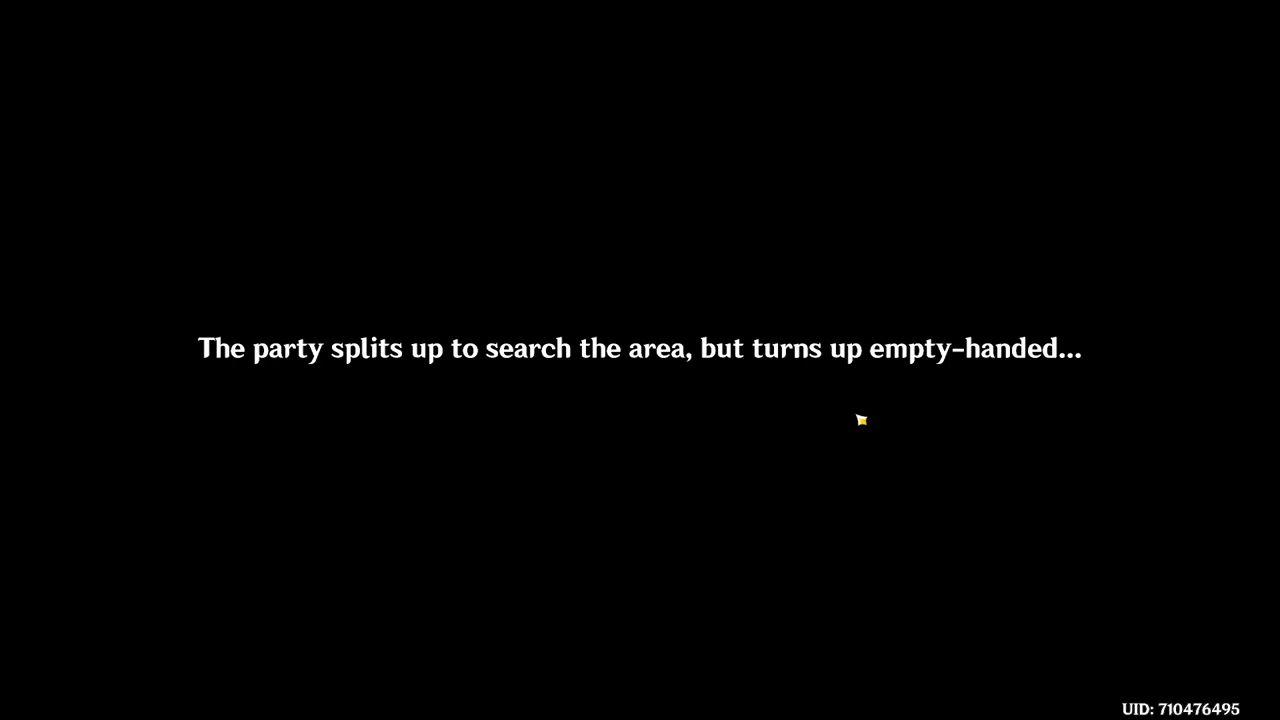 The party splits up to search the area, but turns up empty-handed...
UID: 710476495